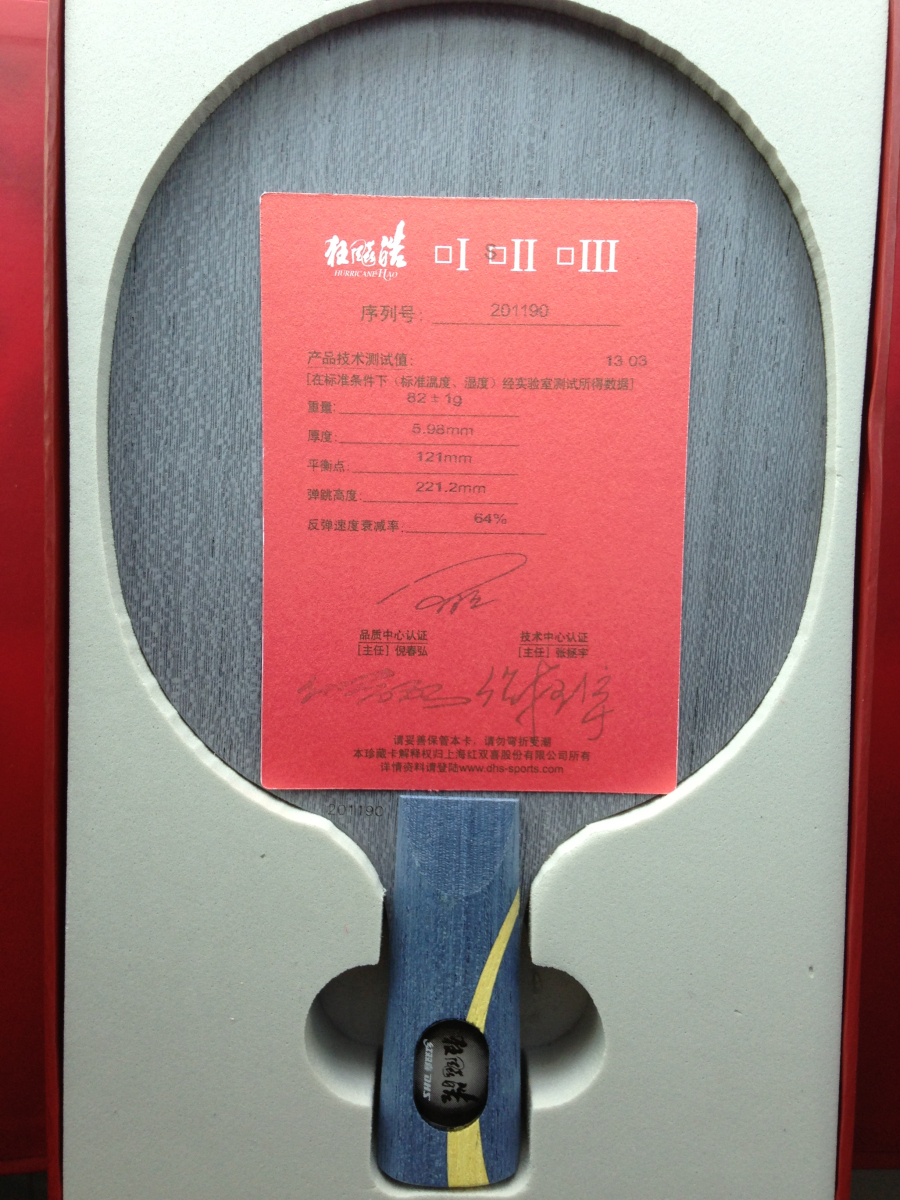 狂飚皓 □I □II □III
HURRICANE-HAO
S
序列号: 201190
产品技术测试值: 13 03
[在标准条件下（标准温度、湿度）经实验室测试所得数据]
重量: 82±1g
厚度: 5.98mm
平衡点: 121mm
弹跳高度: 221.2mm
反弹速度衰减率 64%
品质中心认证 技术中心认证
[主任] 倪春弘 [主任] 张
请妥善保管本卡，请勿弯折受潮
本珍藏卡解释权归上海红双喜股份有限公司所有
详情资料请登陆www.dhs-sports.com
201190
狂飚皓
红双喜 DHS